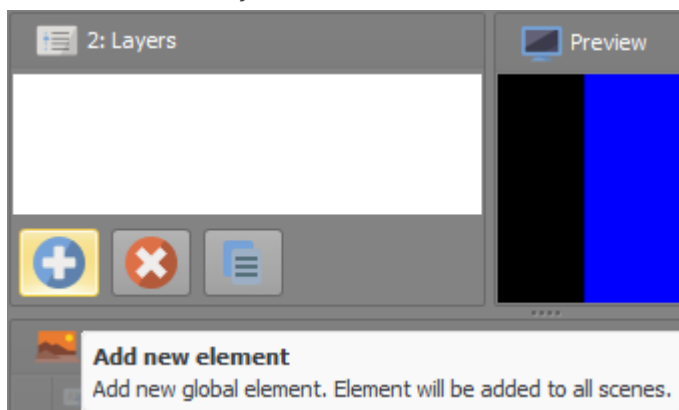 2: Layers
Preview
Add new element
Add new global element. Element will be added to all scenes.